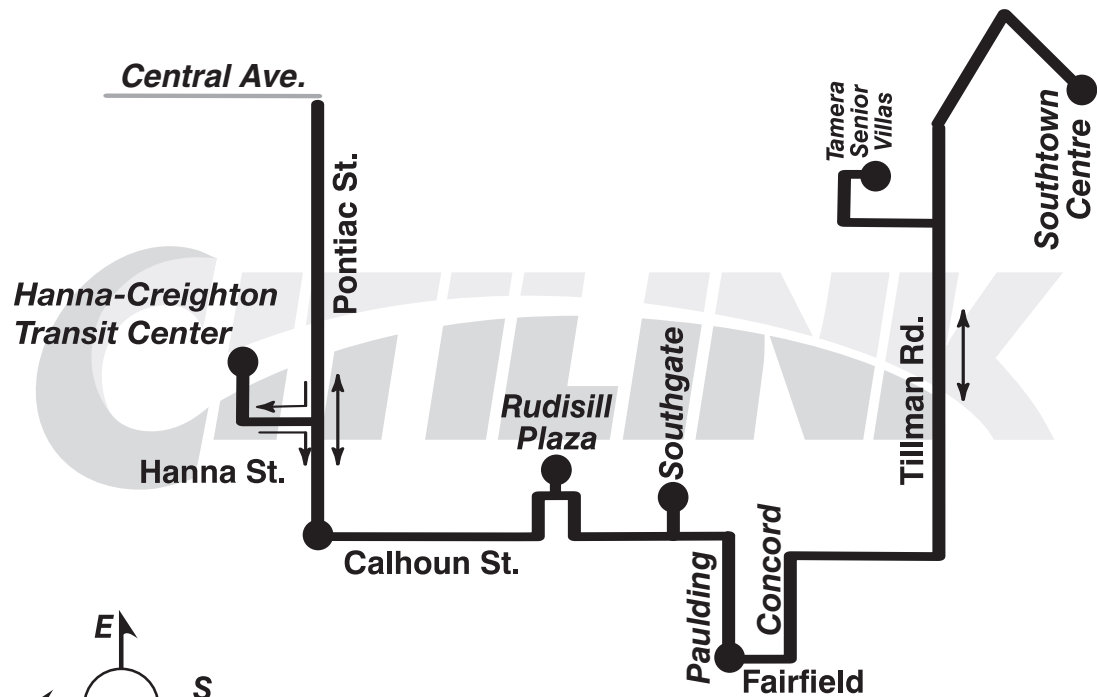 Central Ave.
Pontiac St.
Tamera
Senior
Villas
Southtown
Centre
Hanna-Creighton
Transit Center
CITILINK
Hanna St.
Rudisill
Plaza
Southgate
Tillman Rd.
Calhoun St.
Paulding
Concord
Fairfield
E
S